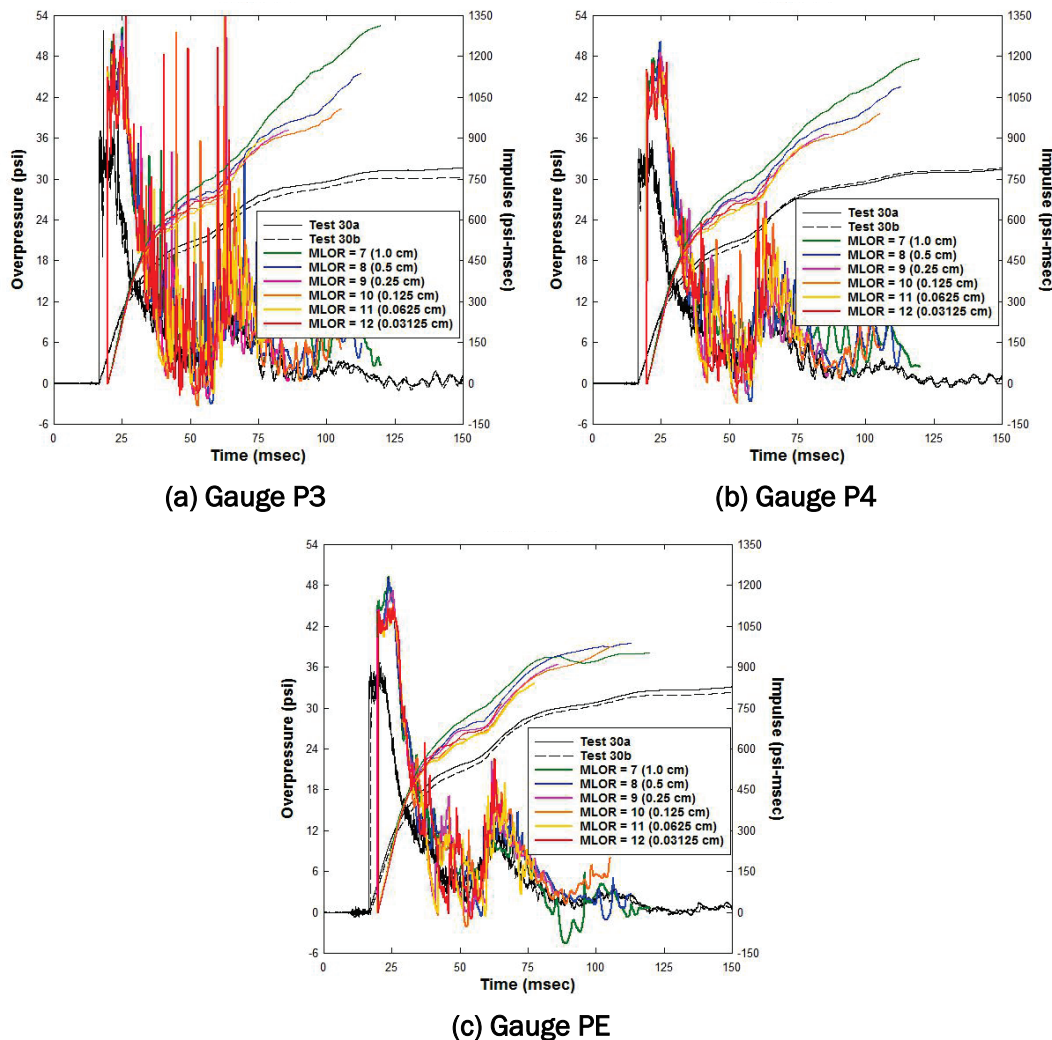 54
48
42
36
30
24
18
12
6
0
-6
Overpressure (psi)
1350
1200
1050
900
750
600
450
300
150
0
-150
Impulse (psi-msec)
Test 30a
Test 30b
MLOR = 7 (1.0 cm)
MLOR = 8 (0.5 cm)
MLOR = 9 (0.25 cm)
MLOR = 10 (0.125 cm)
MLOR = 11 (0.0625 cm)
MLOR = 12 (0.03125 cm)
0 25 50 75 100 125 150
Time (msec)
(a) Gauge P3
54
48
42
36
30
24
18
12
6
0
-6
Overpressure (psi)
1350
1200
1050
900
750
600
450
300
150
0
-150
Impulse (psi-msec)
Test 30a
Test 30b
MLOR = 7 (1.0 cm)
MLOR = 8 (0.5 cm)
MLOR = 9 (0.25 cm)
MLOR = 10 (0.125 cm)
MLOR = 11 (0.0625 cm)
MLOR = 12 (0.03125 cm)
0 25 50 75 100 125 150
Time (msec)
(b) Gauge P4
54
48
42
36
30
24
18
12
6
0
-6
Overpressure (psi)
1350
1200
1050
900
750
600
450
300
150
0
-150
Impulse (psi-msec)
Test 30a
Test 30b
MLOR = 7 (1.0 cm)
MLOR = 8 (0.5 cm)
MLOR = 9 (0.25 cm)
MLOR = 10 (0.125 cm)
MLOR = 11 (0.0625 cm)
MLOR = 12 (0.03125 cm)
0 25 50 75 100 125 150
Time (msec)
(c) Gauge PE